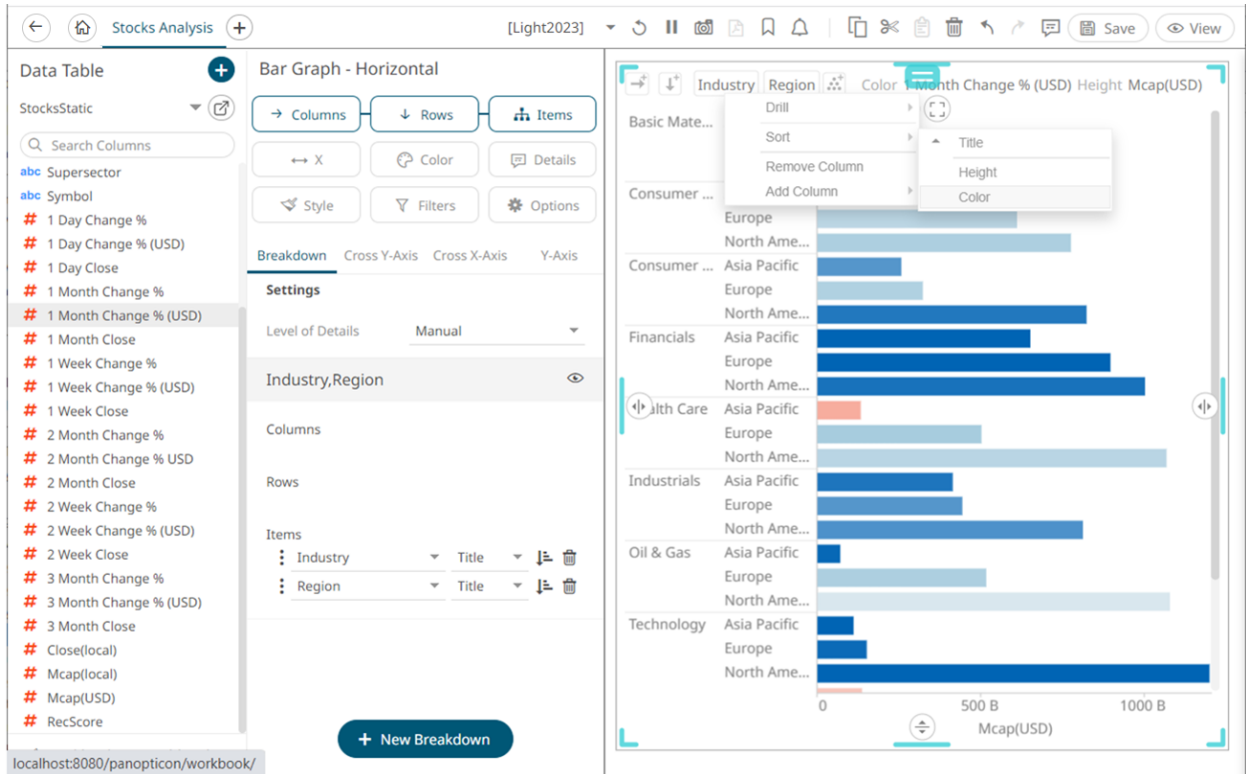 Stocks Analysis
[Light2023]
Save
View
Data Table
StocksStatic
Search Columns
abc Supersector
abc Symbol
# 1 Day Change %
# 1 Day Change % (USD)
# 1 Day Close
# 1 Month Change %
# 1 Month Change % (USD)
# 1 Month Close
# 1 Week Change %
# 1 Week Change % (USD)
# 1 Week Close
# 2 Month Change %
# 2 Month Change % USD
# 2 Month Close
# 2 Week Change %
# 2 Week Change % (USD)
# 2 Week Close
# 3 Month Change %
# 3 Month Change % (USD)
# 3 Month Close
# Close(local)
# Mcap(local)
# Mcap(USD)
# RecScore
localhost:8080/panopticon/workbook/
Bar Graph - Horizontal
Columns Rows Items
X Color Details
Style Filters Options
Breakdown Cross Y-Axis Cross X-Axis Y-Axis
Settings
Level of Details Manual
Industry,Region
Columns
Rows
Items
Industry Title
Region Title
+ New Breakdown
Industry Region Color 1 Month Change % (USD) Height Mcap(USD)
Drill
Sort
Remove Column
Add Column
Title
Height
Color
Basic Mate...
Consumer ...
Europe
North Ame...
Consumer ... Asia Pacific
Europe
North Ame...
Financials Asia Pacific
Europe
North Ame...
alth Care Asia Pacific
Europe
North Ame...
Industrials Asia Pacific
Europe
North Ame...
Oil & Gas Asia Pacific
Europe
North Ame...
Technology Asia Pacific
Europe
North Ame...
0 500 B 1000 B
Mcap(USD)